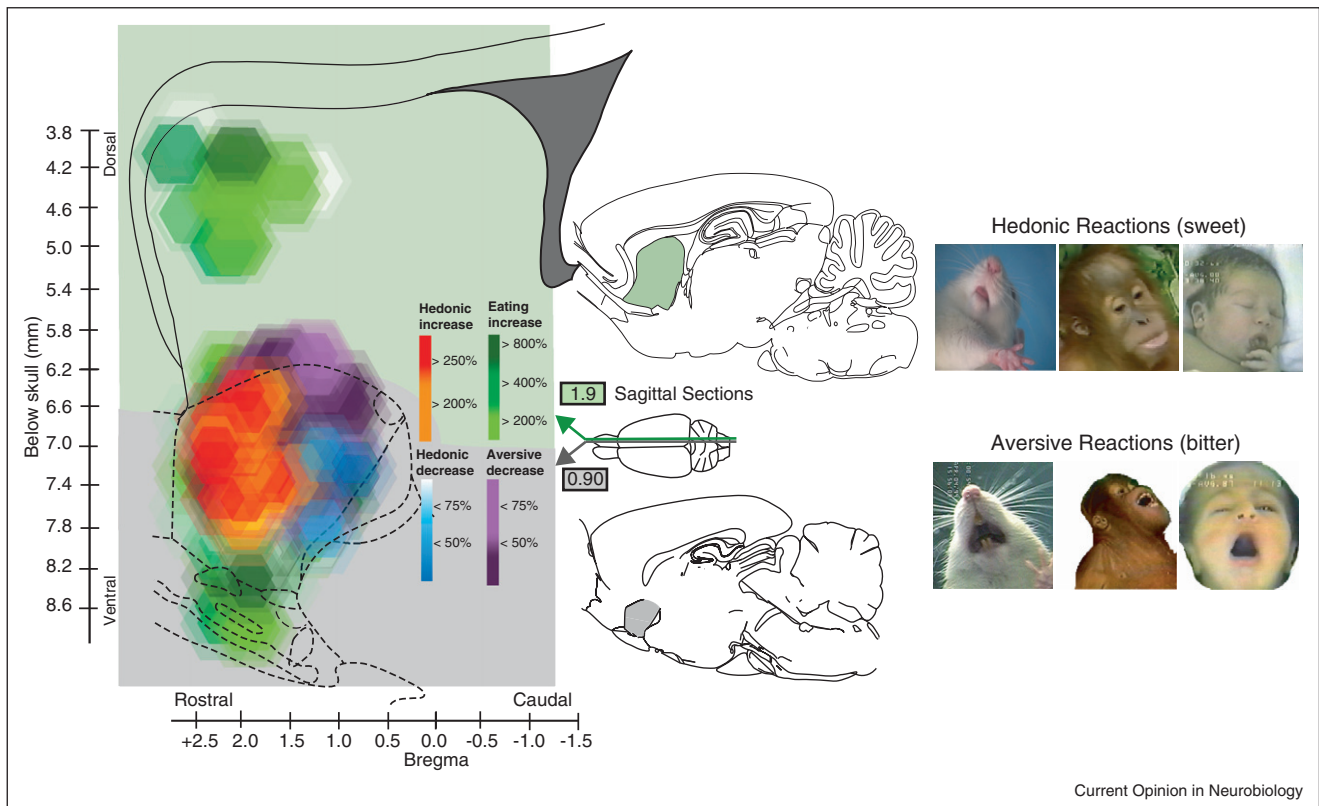 3.8
4.2
4.6
5.0
5.4
5.8
6.2
6.6
7.0
7.4
7.8
8.2
8.6
Below skull (mm)
Dorsal
Ventral
Hedonic increase
> 250%
> 200%
Eating increase
> 800%
> 400%
> 200%
Hedonic decrease
< 75%
< 50%
Aversive decrease
< 75%
< 50%
1.9 Sagittal Sections
0.90
Rostral Caudal
+2.5 2.0 1.5 1.0 0.5 0.0 -0.5 -1.0 -1.5
Bregma
Hedonic Reactions (sweet)
Aversive Reactions (bitter)
Current Opinion in Neurobiology